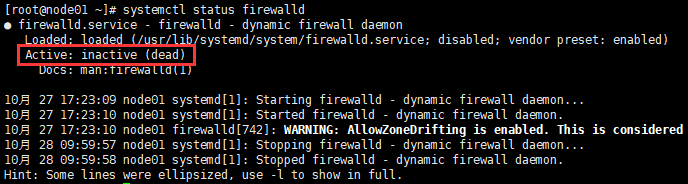 [root@node01 ~]# systemctl status firewalld
● firewalld.service - firewalld - dynamic firewall daemon
Loaded: loaded (/usr/lib/systemd/system/firewalld.service; disabled; vendor preset: enabled)
Active: inactive (dead)
Docs: man:firewalld(1)
10月 27 17:23:09 node01 systemd[1]: Starting firewalld - dynamic firewall daemon...
10月 27 17:23:10 node01 systemd[1]: Started firewalld - dynamic firewall daemon.
10月 27 17:23:10 node01 firewalld[742]: WARNING: AllowZoneDrifting is enabled. This is considered
10月 28 09:59:57 node01 systemd[1]: Stopping firewalld - dynamic firewall daemon...
10月 28 09:59:58 node01 systemd[1]: Stopped firewalld - dynamic firewall daemon.
Hint: Some lines were ellipsized, use -l to show in full.